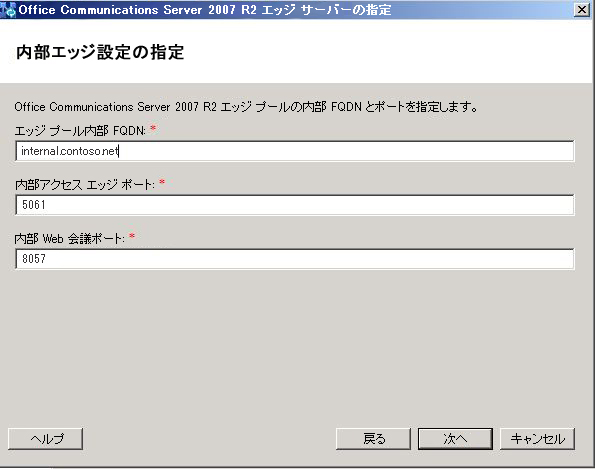 Office Communications Server 2007 R2 エッジ サーバーの指定
内部エッジ設定の指定
Office Communications Server 2007 R2 エッジ プールの内部 FQDN とポートを指定します。
エッジ プール内部 FQDN: *
internal.contoso.net
内部アクセス エッジ ポート: *
5061
内部 Web 会議ポート: *
8057
ヘルプ 戻る 次へ キャンセル